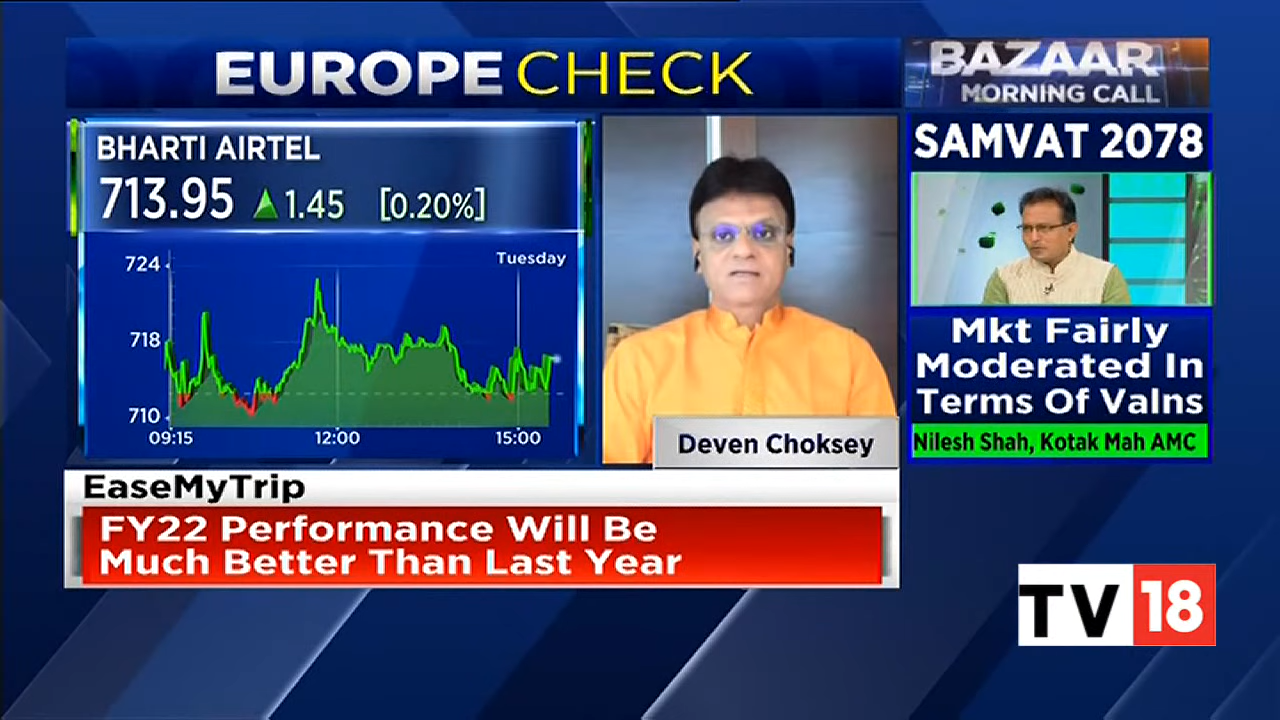 EUROPE CHECK
BAZAAR
MORNING CALL
BHARTI AIRTEL
713.95 ▲ 1.45 [0.20%]
Tuesday
724
718
710
09:15 12:00 15:00
Deven Choksey
SAMVAT 2078
Mkt Fairly
Moderated In
Terms Of Valns
Nilesh Shah, Kotak Mah AMC
EaseMyTrip
FY22 Performance Will Be
Much Better Than Last Year
TV18